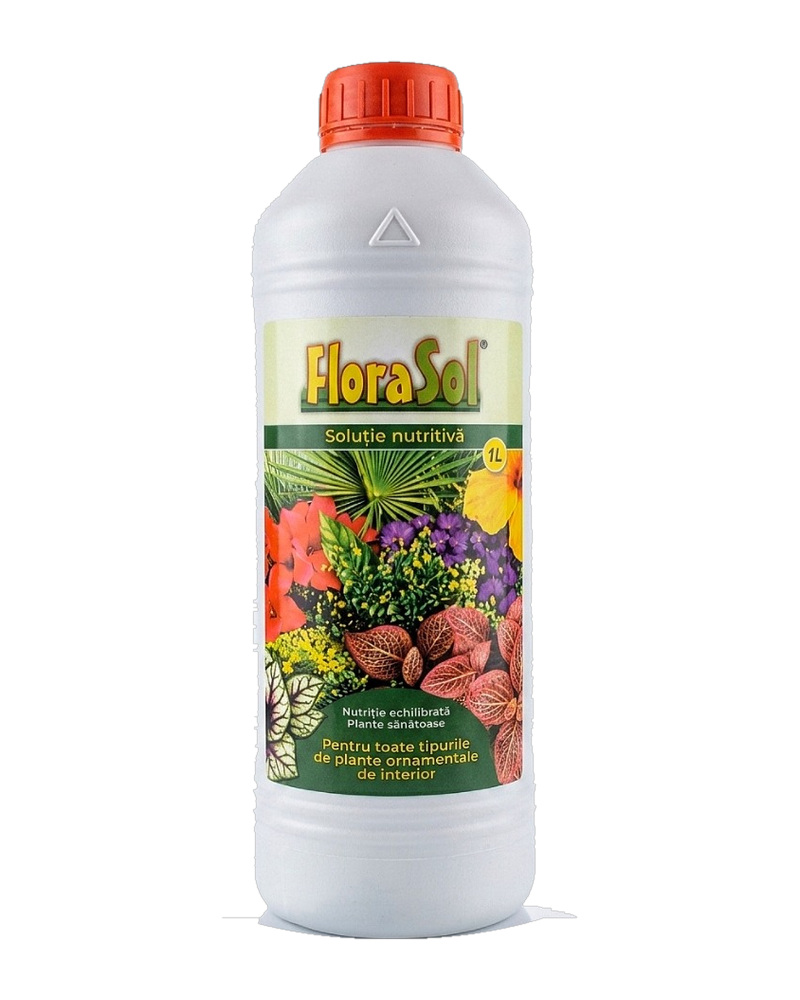 FloraSol®
Soluție nutritivă
1L
Nutriție echilibrată
Plante sănătoase
Pentru toate tipurile
de plante ornamentale
de interior